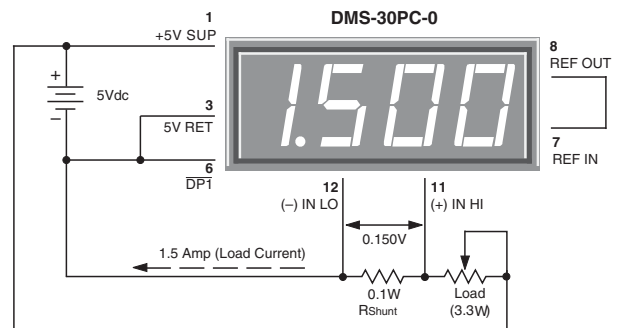 DMS-30PC-0
1
+5V SUP
8
REF OUT
+
5Vdc
–
1.500
3
5V RET
7
REF IN
6
DP1
12
(–) IN LO
11
(+) IN HI
0.150V
1.5 Amp (Load Current)
0.1W
RShunt
Load
(3.3W)